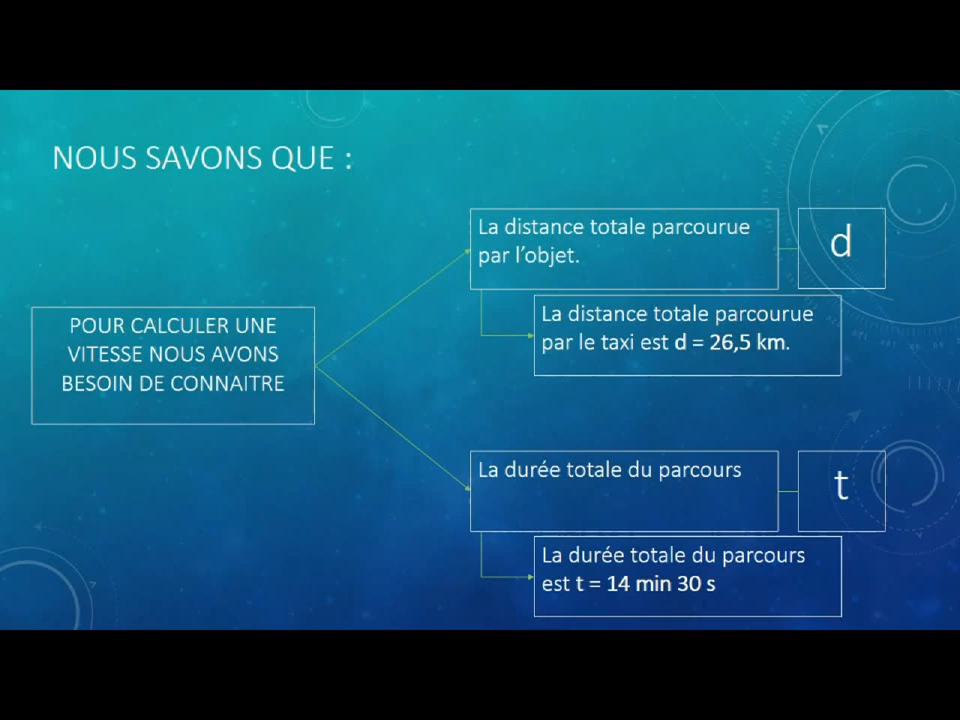 NOUS SAVONS QUE :
La distance totale parcourue
par l’objet.
d
La distance totale parcourue
par le taxi est d = 26,5 km.
POUR CALCULER UNE
VITESSE NOUS AVONS
BESOIN DE CONNAITRE
La durée totale du parcours
t
La durée totale du parcours
est t = 14 min 30 s